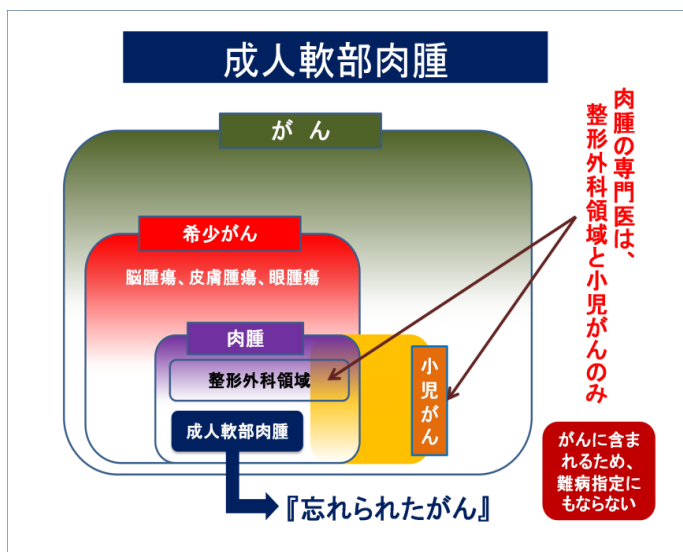 成人軟部肉腫
がん
希少がん
脳腫瘍、皮膚腫瘍、眼腫瘍
肉腫
整形外科領域
成人軟部肉腫
小児がん
『忘れられたがん』
肉腫の専門医は、
整形外科領域と小児がんのみ
がんに含ま
れるため、
難病指定に
もならない